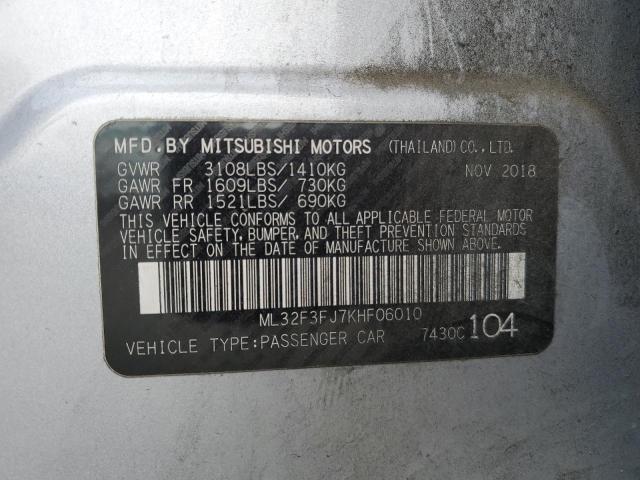 MFD. BY MITSUBISHI MOTORS (THAILAND) CO., LTD.
GVWR 3108LBS/1410KG NOV 2018
GAWR FR 1609LBS/ 730KG
GAWR RR 1521LBS/ 690KG
THIS VEHICLE CONFORMS TO ALL APPLICABLE FEDERAL MOTOR
VEHICLE SAFETY, BUMPER, AND THEFT PREVENTION STANDARDS
IN EFFECT ON THE DATE OF MANUFACTURE SHOWN ABOVE.
ML32F3FJ7KHF06010
VEHICLE TYPE:PASSENGER CAR 7430C 104